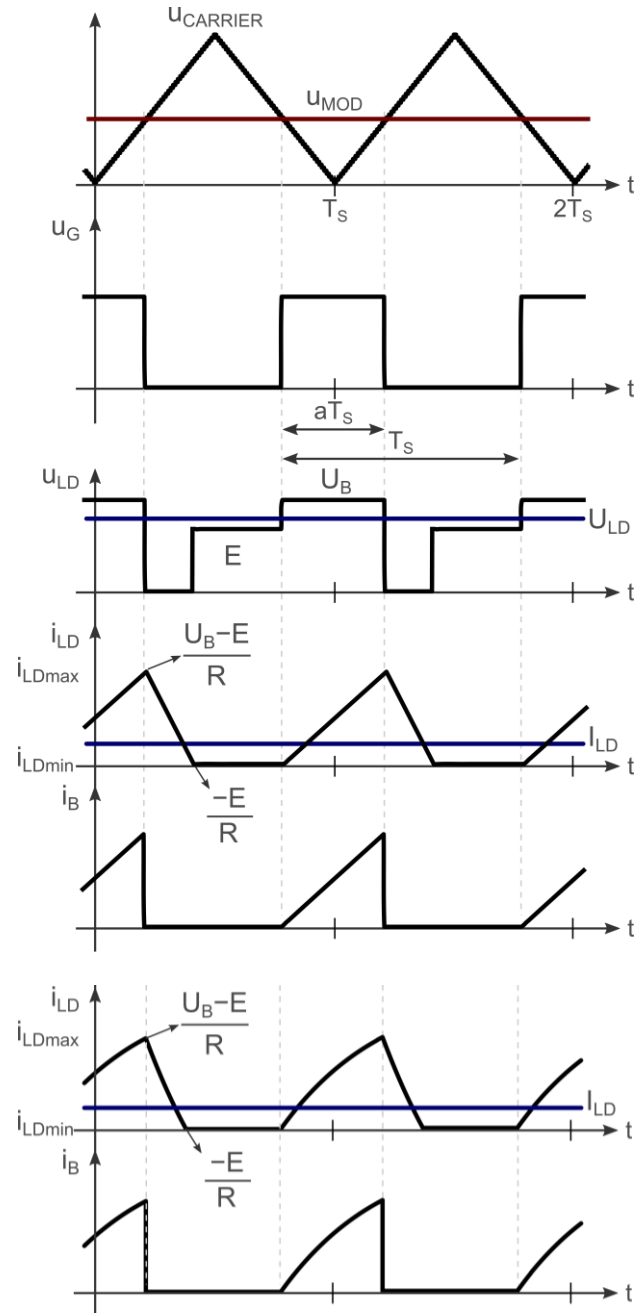 u_CARRIER
u_MOD
t
T_S 2T_S
u_G
t
aT_S
T_S
u_LD U_B
U_LD
E
t
i_LD
U_B–E
i_LDmax
R
I_LD
i_LDmin t
–E
i_B
R
t
i_LD
U_B–E
i_LDmax
R
I_LD
i_LDmin t
–E
i_B
R
t